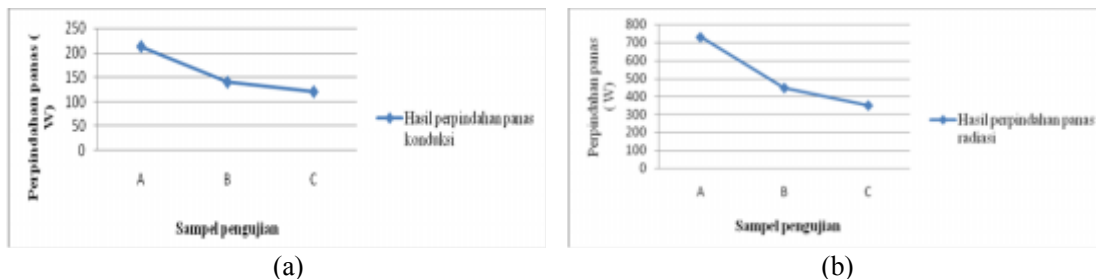 Perpindahan panas (
W)
250
200
150
100
50
0
A B C
Sampel pengujian
Hasil perpindahan panas
konduksi
(a)
Perpindahan panas
( W)
800
700
600
500
400
300
200
100
0
A B C
Sampel pengujian
Hasil perpindahan panas
radiasi
(b)